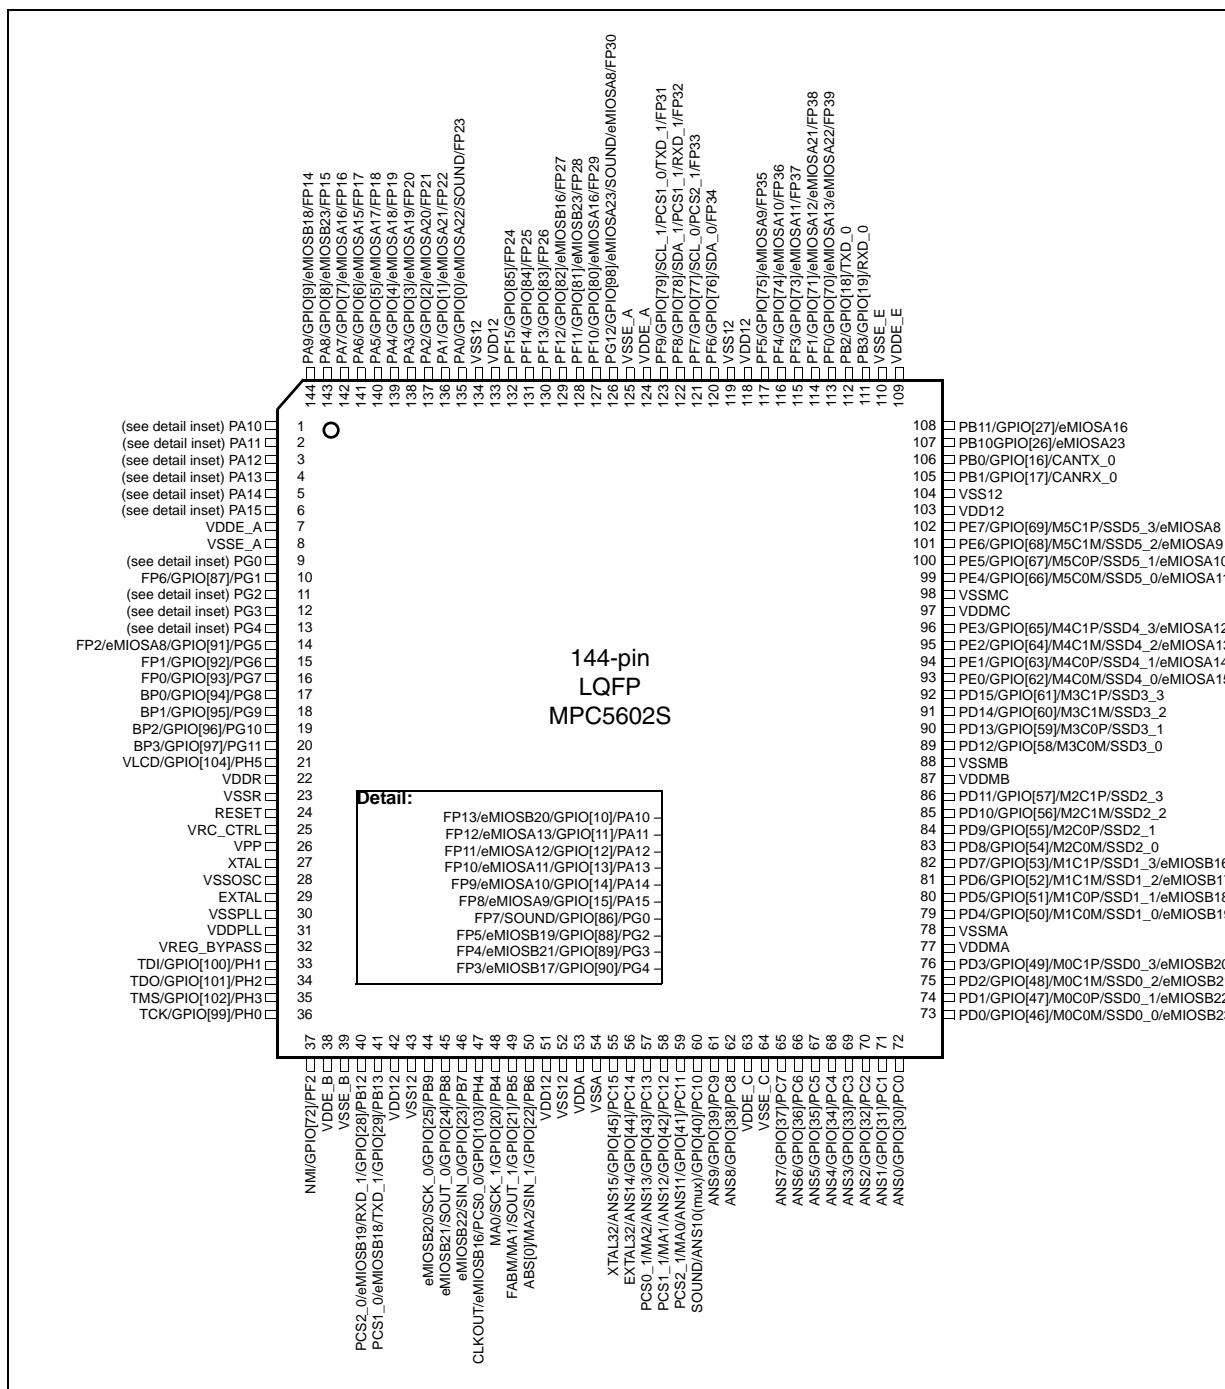 PA9/GPIO[9]/eMIOSB18/FP14
PA8/GPIO[8]/eMIOSB23/FP15
PA7/GPIO[7]/eMIOSA16/FP16
PA6/GPIO[6]/eMIOSA15/FP17
PA5/GPIO[5]/eMIOSA17/FP18
PA4/GPIO[4]/eMIOSA18/FP19
PA3/GPIO[3]/eMIOSA19/FP20
PA2/GPIO[2]/eMIOSA20/FP21
PA1/GPIO[1]/eMIOSA21/FP22
PA0/GPIO[0]/eMIOSA22/SOUND/FP23
VSS12
VDD12
PF15/GPIO[85]/FP24
PF14/GPIO[84]/FP25
PF13/GPIO[83]/FP26
PF12/GPIO[82]/eMIOSB16/FP27
PF11/GPIO[81]/eMIOSB23/FP28
PF10/GPIO[80]/eMIOSA16/FP29
PG12/GPIO[98]/eMIOSA23/SOUND/eMIOSA8/FP30
VSSE_A
VDDE_A
PF9/GPIO[79]/SCL_1/PCS1_0/TXD_1/FP31
PF8/GPIO[78]/SDA_1/PCS1_1/RXD_1/FP32
PF7/GPIO[77]/SCL_0/PCS2_1/FP33
PF6/GPIO[76]/SDA_0/FP34
VSS12
VDD12
PF5/GPIO[75]/eMIOSA9/FP35
PF4/GPIO[74]/eMIOSA10/FP36
PF3/GPIO[73]/eMIOSA11/FP37
PF1/GPIO[71]/eMIOSA12/eMIOSA21/FP38
PF0/GPIO[70]/eMIOSA13/eMIOSA22/FP39
PB2/GPIO[18]/TXD_0
PB3/GPIO[19]/RXD_0
VSSE_E
VDDE_E
144 143 142 141 140 139 138 137 136 135 134 133 132 131 130 129 128 127 126 125 124 123 122 121 120 119 118 117 116 115 114 113 112 111 110 109
(see detail inset) PA10 1
(see detail inset) PA11 2
(see detail inset) PA12 3
(see detail inset) PA13 4
(see detail inset) PA14 5
(see detail inset) PA15 6
VDDE_A 7
VSSE_A 8
(see detail inset) PG0 9
FP6/GPIO[87]/PG1 10
(see detail inset) PG2 11
(see detail inset) PG3 12
(see detail inset) PG4 13
FP2/eMIOSA8/GPIO[91]/PG5 14
FP1/GPIO[92]/PG6 15
FP0/GPIO[93]/PG7 16
BP0/GPIO[94]/PG8 17
BP1/GPIO[95]/PG9 18
BP2/GPIO[96]/PG10 19
BP3/GPIO[97]/PG11 20
VLCD/GPIO[104]/PH5 21
VDDR 22
VSSR 23
RESET 24
VRC_CTRL 25
VPP 26
XTAL 27
VSSOSC 28
EXTAL 29
VSSPLL 30
VDDPLL 31
VREG_BYPASS 32
TDI/GPIO[100]/PH1 33
TDO/GPIO[101]/PH2 34
TMS/GPIO[102]/PH3 35
TCK/GPIO[99]/PH0 36
144-pin
LQFP
MPC5602S
Detail:
FP13/eMIOSB20/GPIO[10]/PA10
FP12/eMIOSA13/GPIO[11]/PA11
FP11/eMIOSA12/GPIO[12]/PA12
FP10/eMIOSA11/GPIO[13]/PA13
FP9/eMIOSA10/GPIO[14]/PA14
FP8/eMIOSA9/GPIO[15]/PA15
FP7/SOUND/GPIO[86]/PG0
FP5/eMIOSB19/GPIO[88]/PG2
FP4/eMIOSB21/GPIO[89]/PG3
FP3/eMIOSB17/GPIO[90]/PG4
108 PB11/GPIO[27]/eMIOSA16
107 PB10GPIO[26]/eMIOSA23
106 PB0/GPIO[16]/CANTX_0
105 PB1/GPIO[17]/CANRX_0
104 VSS12
103 VDD12
102 PE7/GPIO[69]/M5C1P/SSD5_3/eMIOSA8
101 PE6/GPIO[68]/M5C1M/SSD5_2/eMIOSA9
100 PE5/GPIO[67]/M5C0P/SSD5_1/eMIOSA10
99 PE4/GPIO[66]/M5C0M/SSD5_0/eMIOSA11
98 VSSMC
97 VDDMC
96 PE3/GPIO[65]/M4C1P/SSD4_3/eMIOSA12
95 PE2/GPIO[64]/M4C1M/SSD4_2/eMIOSA13
94 PE1/GPIO[63]/M4C0P/SSD4_1/eMIOSA14
93 PE0/GPIO[62]/M4C0M/SSD4_0/eMIOSA15
92 PD15/GPIO[61]/M3C1P/SSD3_3
91 PD14/GPIO[60]/M3C1M/SSD3_2
90 PD13/GPIO[59]/M3C0P/SSD3_1
89 PD12/GPIO[58/M3C0M/SSD3_0
88 VSSMB
87 VDDMB
86 PD11/GPIO[57]/M2C1P/SSD2_3
85 PD10/GPIO[56]/M2C1M/SSD2_2
84 PD9/GPIO[55]/M2C0P/SSD2_1
83 PD8/GPIO[54]/M2C0M/SSD2_0
82 PD7/GPIO[53]/M1C1P/SSD1_3/eMIOSB16
81 PD6/GPIO[52]/M1C1M/SSD1_2/eMIOSB17
80 PD5/GPIO[51]/M1C0P/SSD1_1/eMIOSB18
79 PD4/GPIO[50]/M1C0M/SSD1_0/eMIOSB19
78 VSSMA
77 VDDMA
76 PD3/GPIO[49]/M0C1P/SSD0_3/eMIOSB20
75 PD2/GPIO[48]/M0C1M/SSD0_2/eMIOSB21
74 PD1/GPIO[47]/M0C0P/SSD0_1/eMIOSB22
73 PD0/GPIO[46]/M0C0M/SSD0_0/eMIOSB23
37 38 39 40 41 42 43 44 45 46 47 48 49 50 51 52 53 54 55 56 57 58 59 60 61 62 63 64 65 66 67 68 69 70 71 72
NMI/GPIO[72]/PF2
VDDE_B
VSSE_B
PCS2_0/eMIOSB19/RXD_1/GPIO[28]/PB12
PCS1_0/eMIOSB18/TXD_1/GPIO[29]/PB13
VDD12
VSS12
eMIOSB20/SCK_0/GPIO[25]/PB9
eMIOSB21/SOUT_0/GPIO[24]/PB8
eMIOSB22/SIN_0/GPIO[23]/PB7
CLKOUT/eMIOSB16/PCS0_0/GPIO[103]/PH4
MA0/SCK_1/GPIO[20]/PB4
FABM/MA1/SOUT_1/GPIO[21]/PB5
ABS[0]/MA2/SIN_1/GPIO[22]/PB6
VDD12
VSS12
VDDA
VSSA
XTAL32/ANS15/GPIO[45]/PC15
EXTAL32/ANS14/GPIO[44]/PC14
PCS0_1/MA2/ANS13/GPIO[43]/PC13
PCS1_1/MA1/ANS12/GPIO[42]/PC12
PCS2_1/MA0/ANS11/GPIO[41]/PC11
SOUND/ANS10(mux)/GPIO[40]/PC10
ANS9/GPIO[39]/PC9
ANS8/GPIO[38]/PC8
VDDE_C
VSSE_C
ANS7/GPIO[37]/PC7
ANS6/GPIO[36]/PC6
ANS5/GPIO[35]/PC5
ANS4/GPIO[34]/PC4
ANS3/GPIO[33]/PC3
ANS2/GPIO[32]/PC2
ANS1/GPIO[31]/PC1
ANS0/GPIO[30]/PC0